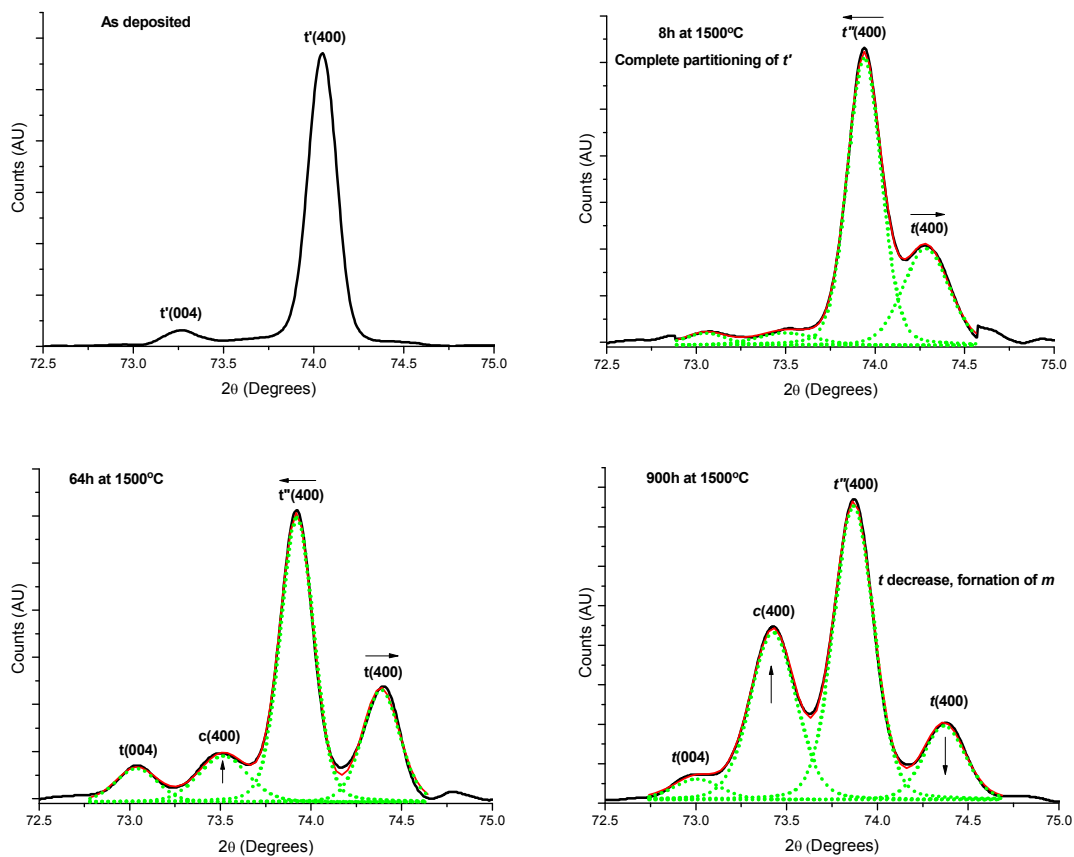 As deposited
t'(400)
t'(004)
Counts (AU)
72.5 73.0 73.5 74.0 74.5 75.0
2θ (Degrees)
8h at 1500ºC
t"(400)
Complete partitioning of t'
t(400)
Counts (AU)
72.5 73.0 73.5 74.0 74.5 75.0
2θ (Degrees)
64h at 1500ºC
t"(400)
t(400)
c(400)
t(004)
Counts (AU)
72.5 73.0 73.5 74.0 74.5 75.0
2θ (Degrees)
900h at 1500ºC
t"(400)
t decrease, fornation of m
c(400)
t(400)
t(004)
Counts (AU)
72.5 73.0 73.5 74.0 74.5 75.0
2θ (Degrees)